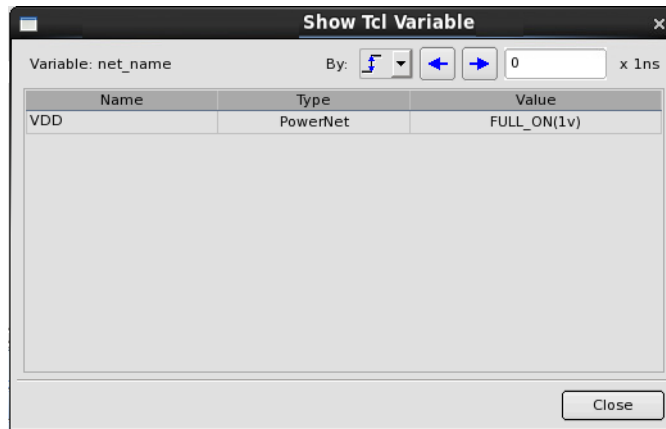 Show Tcl Variable
Variable: net_name By: 0 x 1ns
Name Type Value
VDD PowerNet FULL_ON(1v)
Close